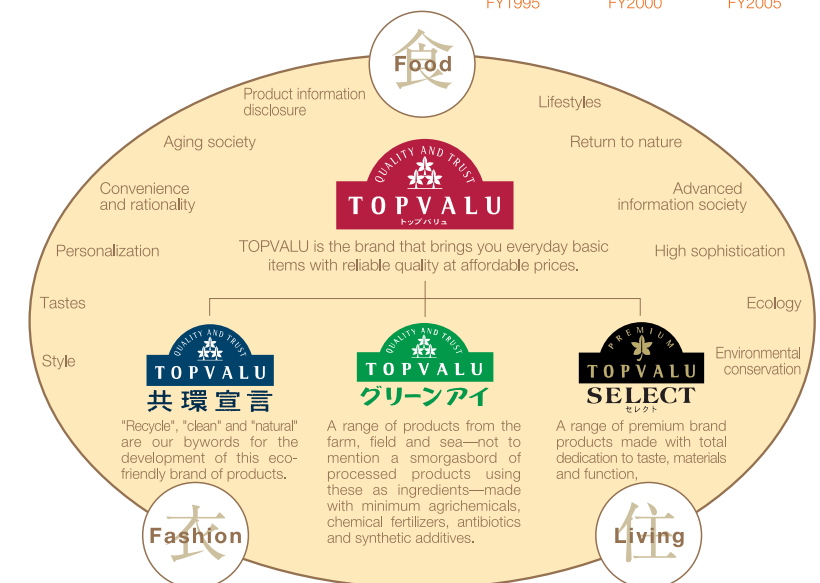 FY1995 FY2000 FY2005
食
Food
Product information
disclosure
Lifestyles
Aging society
Return to nature
Convenience
and rationality
Advanced
information society
Personalization
High sophistication
Tastes
Ecology
Style
Environmental
conservation
QUALITY AND TRUST
TOPVALU
トップバリュ
TOPVALU is the brand that brings you everyday basic
items with reliable quality at affordable prices.
QUALITY AND TRUST
TOPVALU
共環宣言
"Recycle", "clean" and "natural"
are our bywords for the
development of this eco-
friendly brand of products.
QUALITY AND TRUST
TOPVALU
グリーンアイ
A range of products from the
farm, field and sea—not to
mention a smorgasbord of
processed products using
these as ingredients—made
with minimum agrichemicals,
chemical fertilizers, antibiotics
and synthetic additives.
PREMIUM
TOPVALU
SELECT
セレクト
A range of premium brand
products made with total
dedication to taste, materials
and function,
衣
Fashion
住
Living